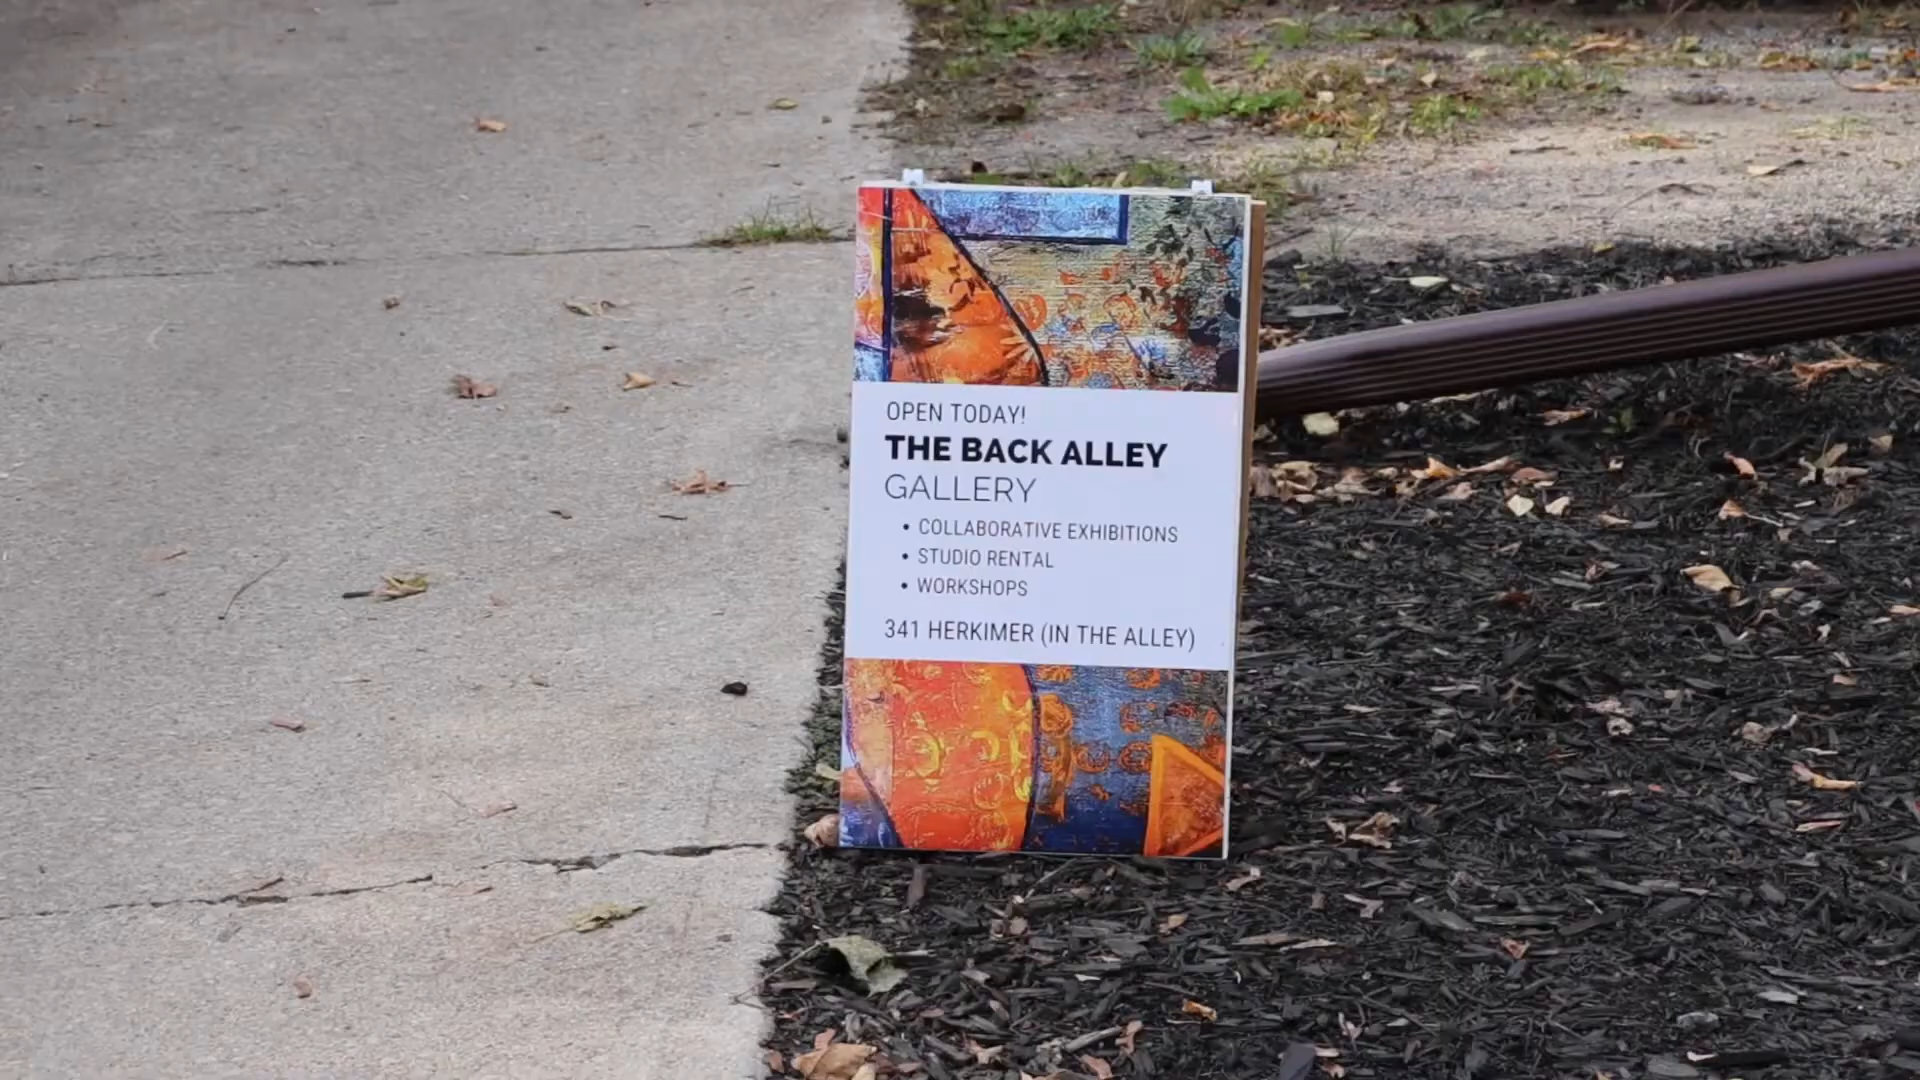 OPEN TODAY!
THE BACK ALLEY
GALLERY
• COLLABORATIVE EXHIBITIONS
• STUDIO RENTAL
• WORKSHOPS
341 HERKIMER (IN THE ALLEY)